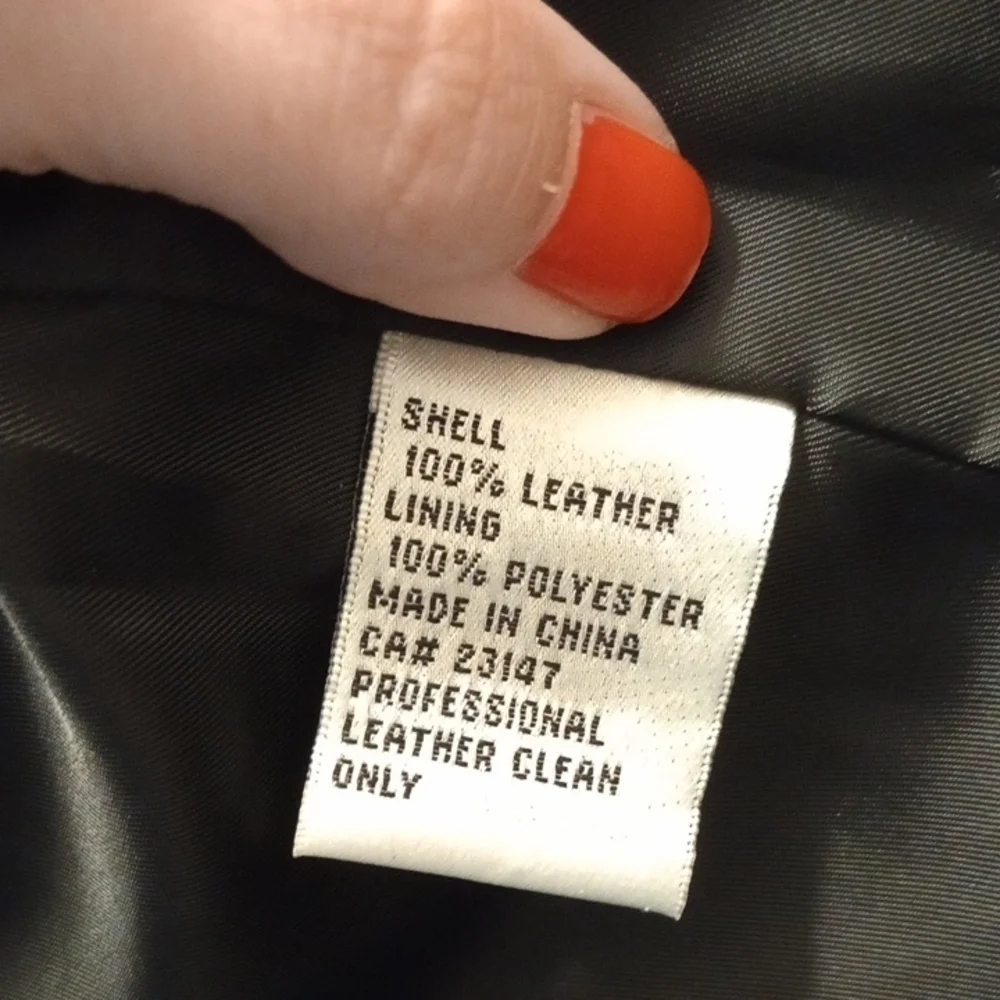 SHELL
100% LEATHER
LINING
100% POLYESTER
MADE IN CHINA
CA# 23147
PROFESSIONAL
LEATHER CLEAN
ONLY